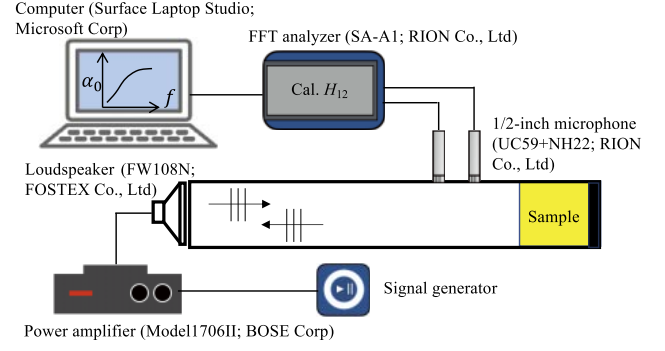 Computer (Surface Laptop Studio;
Microsoft Corp)
FFT analyzer (SA-A1; RION Co., Ltd)
α₀
f
Cal. H₁₂
1/2-inch microphone
(UC59+NH22; RION
Co., Ltd)
Loudspeaker (FW108N;
FOSTEX Co., Ltd)
Sample
Signal generator
Power amplifier (Model1706II; BOSE Corp)